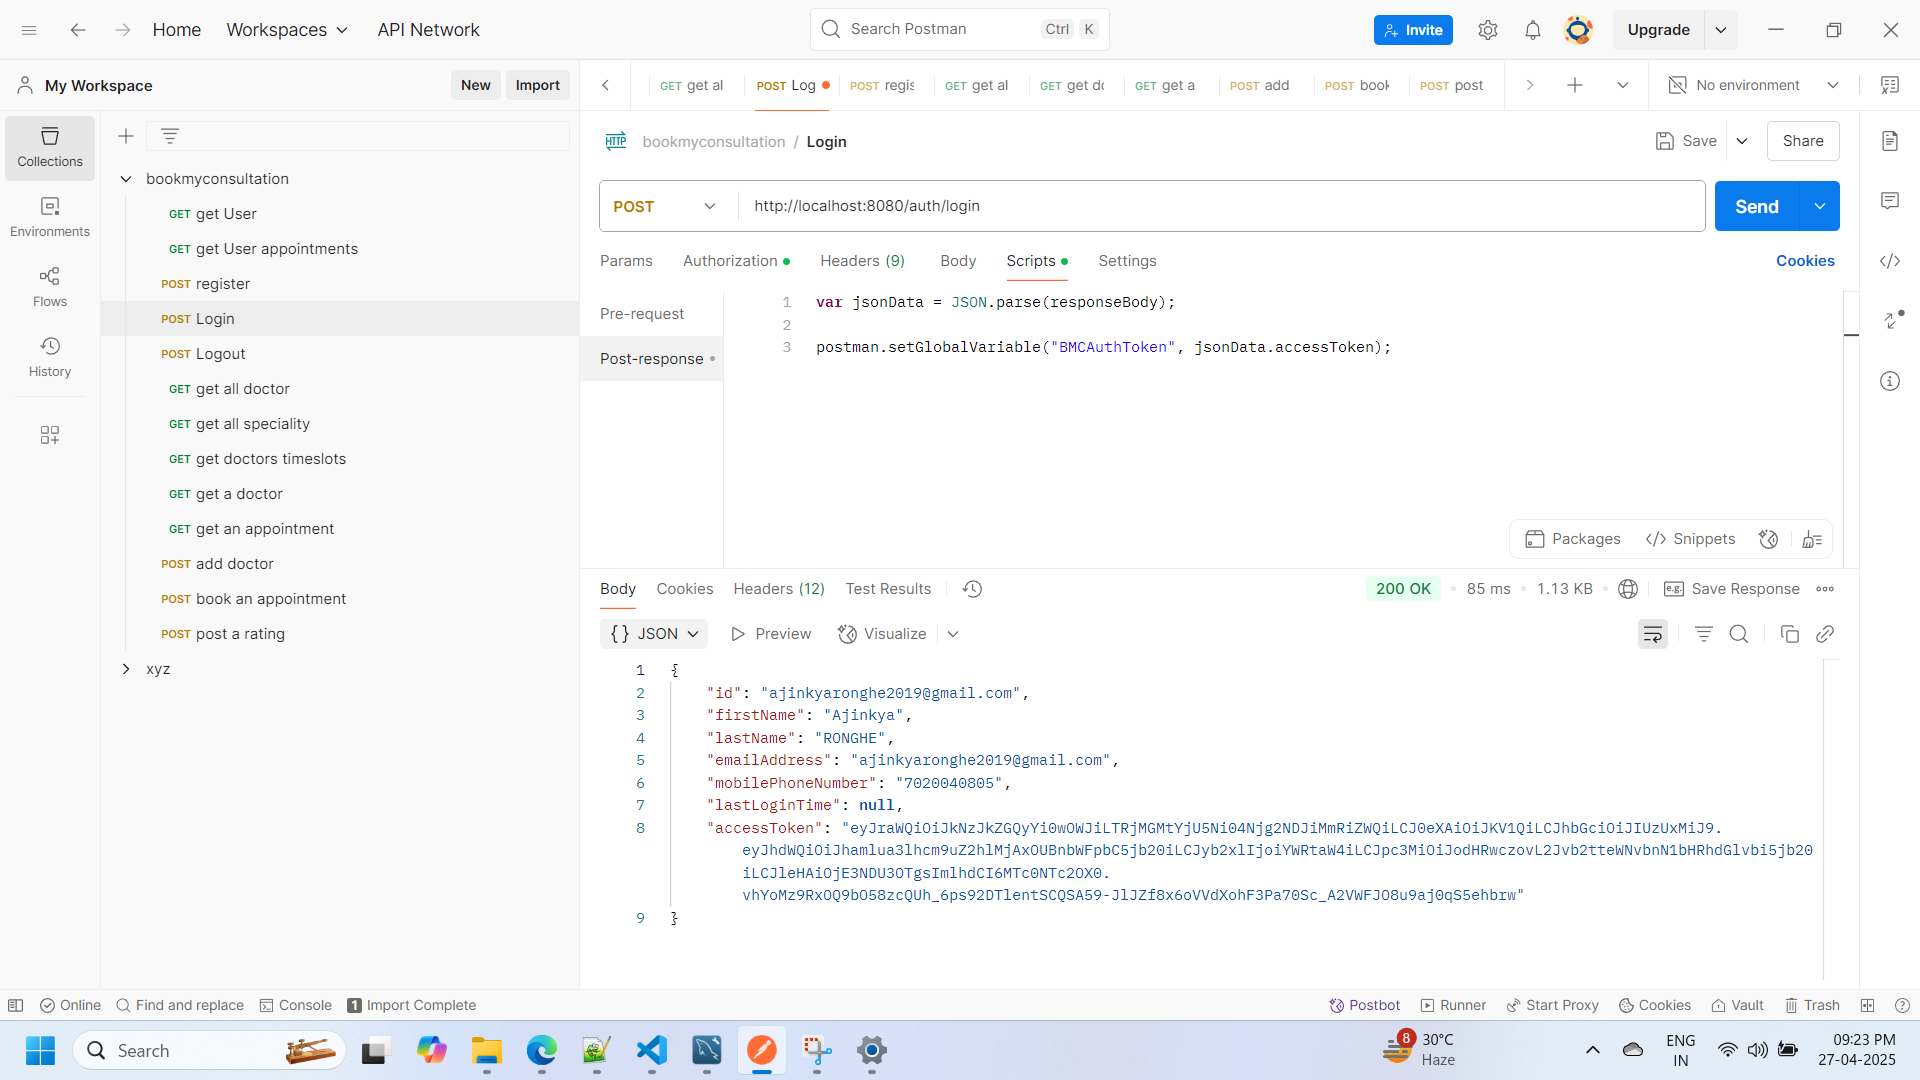 Home Workspaces API Network Search Postman Ctrl K Invite Upgrade
My Workspace New Import GET get al POST Log POST regis GET get al GET get do GET get a POST add POST book POST post No environment
Collections
Environments
Flows
History
bookmyconsultation
GET get User
GET get User appointments
POST register
POST Login
POST Logout
GET get all doctor
GET get all speciality
GET get doctors timeslots
GET get a doctor
GET get an appointment
POST add doctor
POST book an appointment
POST post a rating
xyz
HTTP bookmyconsultation / Login Save Share
POST http://localhost:8080/auth/login Send
Params Authorization Headers (9) Body Scripts Settings Cookies
Pre-request
Post-response
1 var jsonData = JSON.parse(responseBody);
2
3 postman.setGlobalVariable("BMCAuthToken", jsonData.accessToken);
Packages Snippets
Body Cookies Headers (12) Test Results 200 OK 85 ms 1.13 KB e.g. Save Response
{} JSON Preview Visualize
1 {
2 "id": "ajinkyaronghe2019@gmail.com",
3 "firstName": "Ajinkya",
4 "lastName": "RONGHE",
5 "emailAddress": "ajinkyaronghe2019@gmail.com",
6 "mobilePhoneNumber": "7020040805",
7 "lastLoginTime": null,
8 "accessToken": "eyJraWQiOiJkNzJkZGQyYi0wOWJiLTRjMGMtYjU5Ni04Njg2NDJiMmRiZWQiLCJ0eXAiOiJKV1QiLCJhbGciOiJIUzUxMiJ9.
eyJhdWQiOiJhamlua3lhcm9uZ2hlMjAxOUBnbWFpbC5jb20iLCJyb2xlIjoiYWRtaW4iLCJpc3MiOiJodHRwczovL2Jvb2tteWNvbnN1bHRhdGlvbi5jb20
iLCJleHAiOjE3NDU3OTgsImlhdCI6MTc0NTc2OX0.
vhYoMz9RxOQ9bO58zcQUh_6ps92DTlentSCQSA59-JlJZf8x6oVVdXohF3Pa70Sc_A2VWFJO8u9aj0qS5ehbrw"
9 }
Online Find and replace Console 1 Import Complete Postbot Runner Start Proxy Cookies Vault Trash
Search 8 30°C
Haze
ENG
IN
09:23 PM
27-04-2025